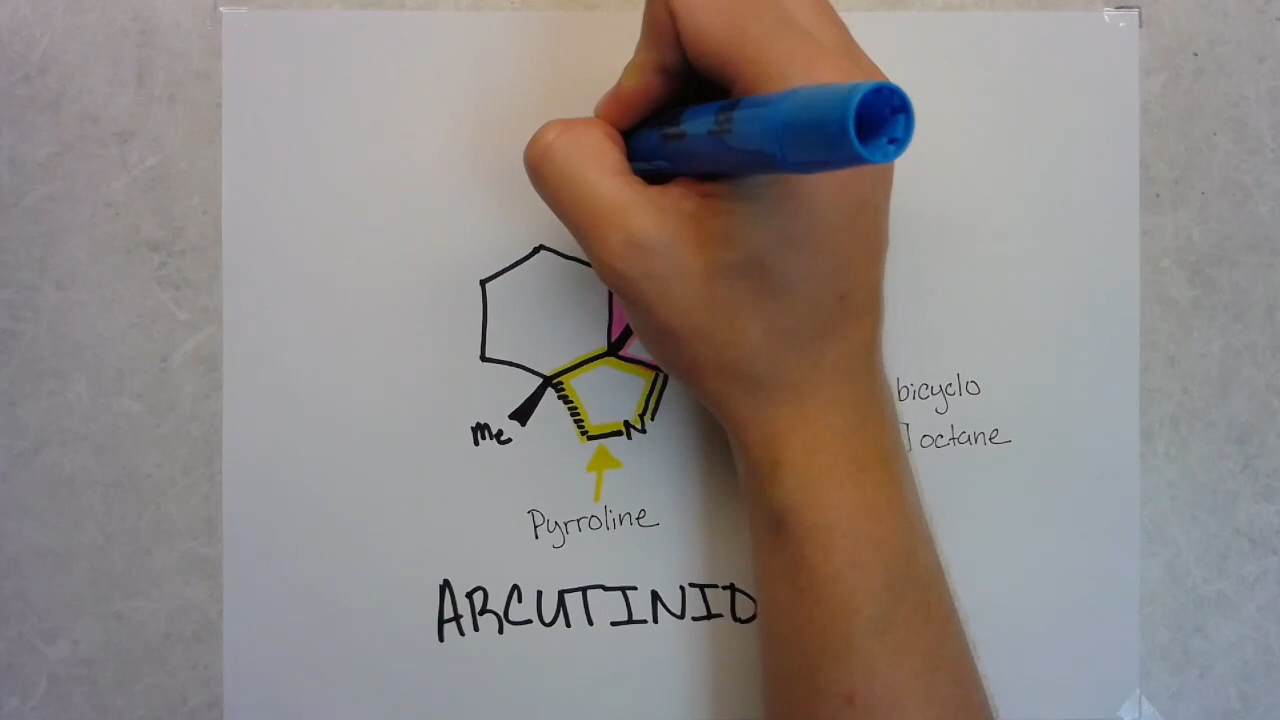 bicyclo
] octane
Me
N
Pyrroline
ARCUTINID